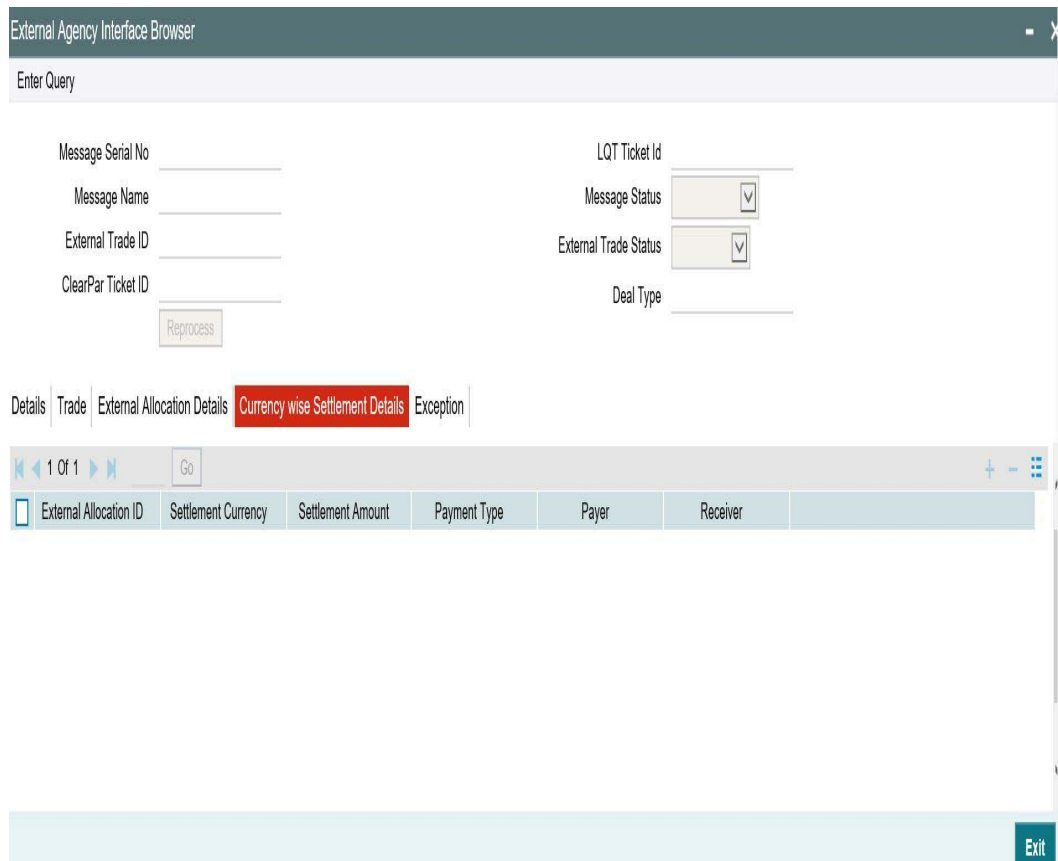 External Agency Interface Browser
Enter Query
Message Serial No
Message Name
External Trade ID
ClearPar Ticket ID
Reprocess
LQT Ticket Id
Message Status
External Trade Status
Deal Type
Details Trade External Allocation Details Currency wise Settlement Details Exception
1 Of 1 Go
External Allocation ID Settlement Currency Settlement Amount Payment Type Payer Receiver
Exit